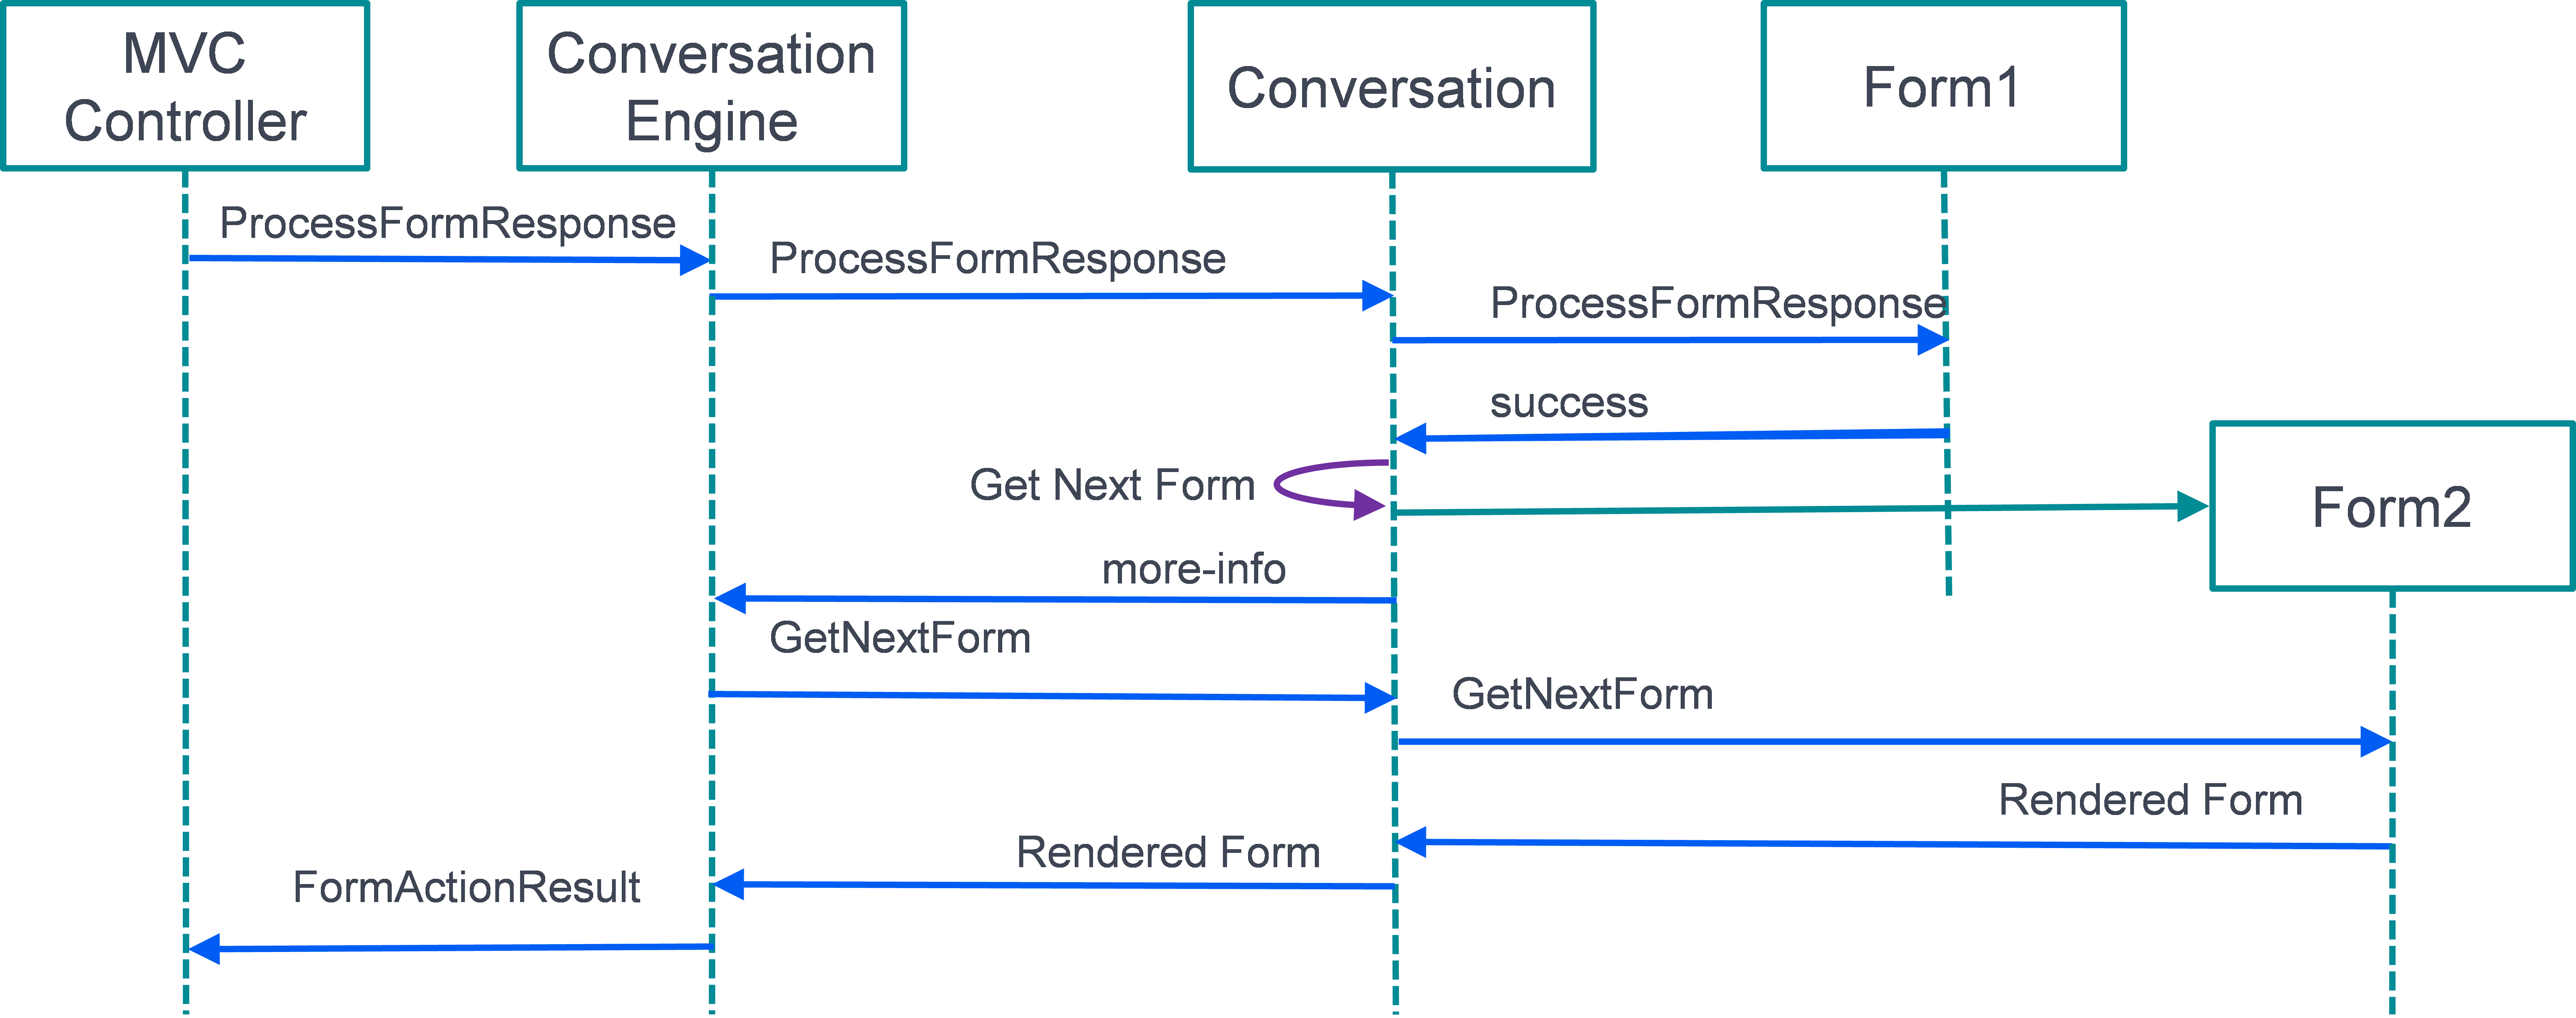 MVC
Controller
Conversation
Engine
Conversation
Form1
ProcessFormResponse
ProcessFormResponse
ProcessFormResponse
success
Get Next Form
Form2
more-info
GetNextForm
GetNextForm
Rendered Form
Rendered Form
FormActionResult